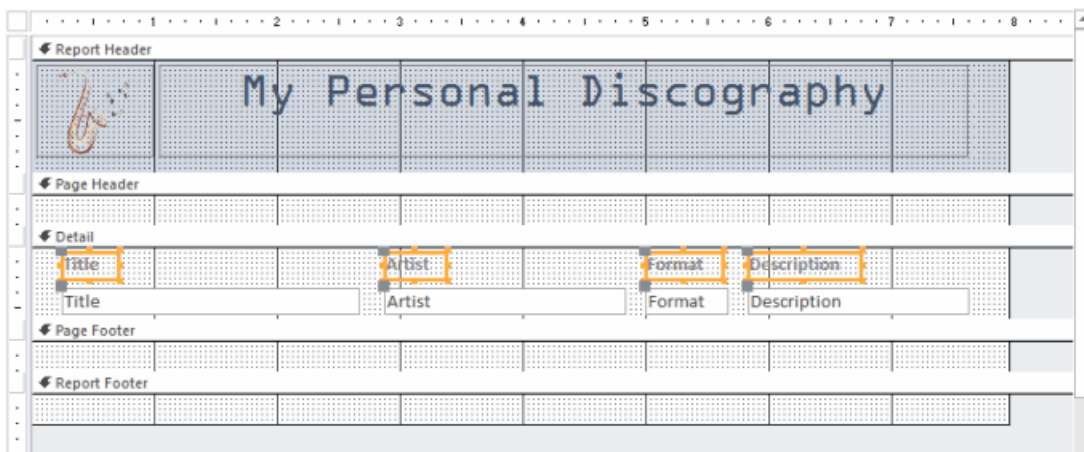 1 2 3 4 5 6 7 8
Report Header
My Personal Discography
Page Header
Detail
Title Artist Format Description
Title Artist Format Description
Page Footer
Report Footer